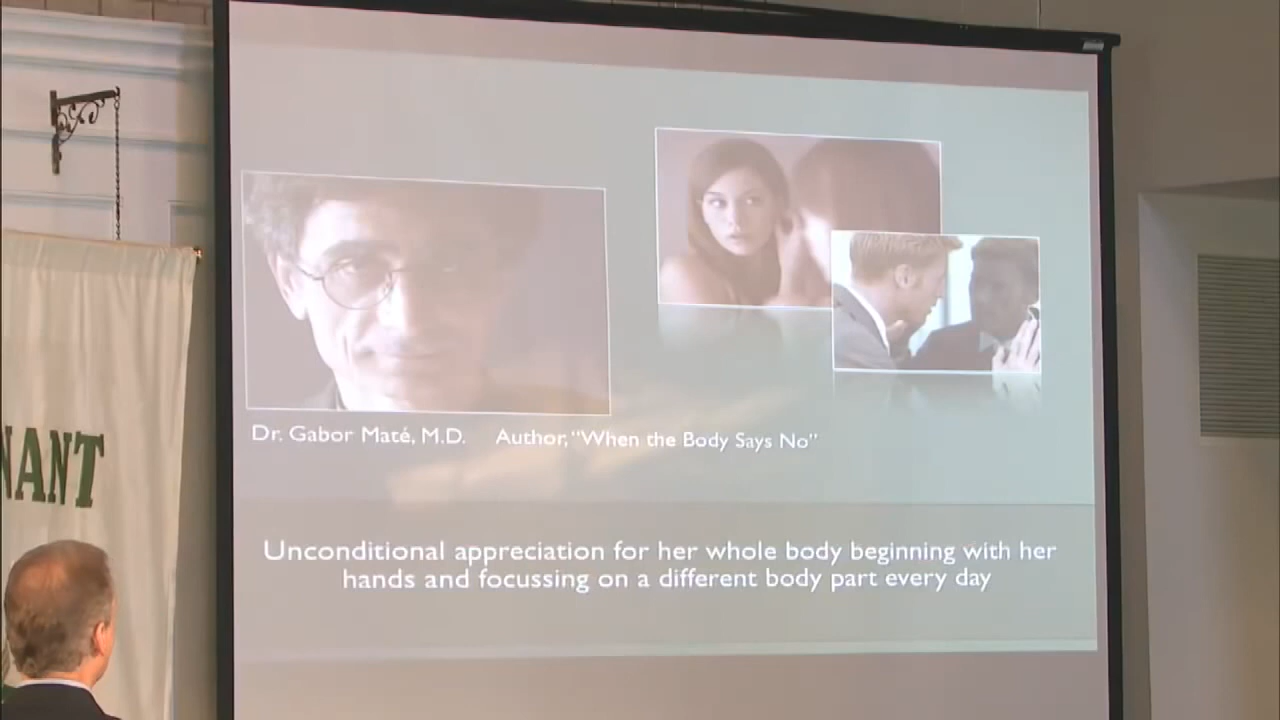 Dr. Gabor Maté, M.D. Author, "When the Body Says No"
Unconditional appreciation for her whole body beginning with her
hands and focussing on a different body part every day
NANT